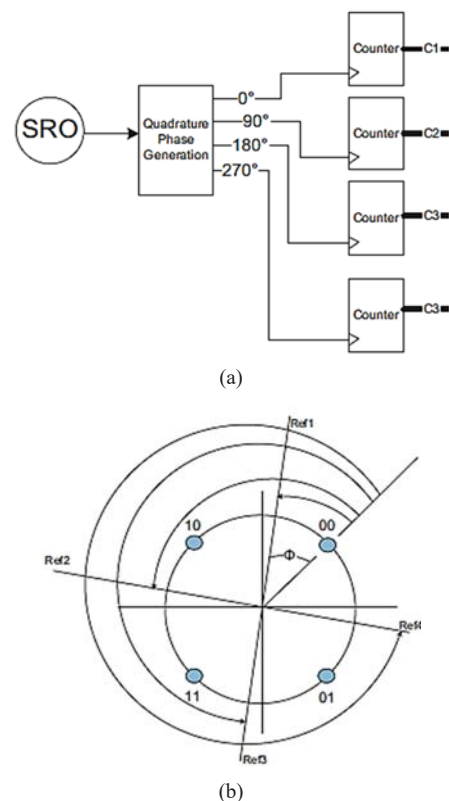 SRO
Quadrature
Phase
Generation
0°
90°
180°
270°
Counter
C1
Counter
C2
Counter
C3
Counter
C3
(a)
Ref1
10
00
Φ
Ref2
Ref4
11
01
Ref3
(b)